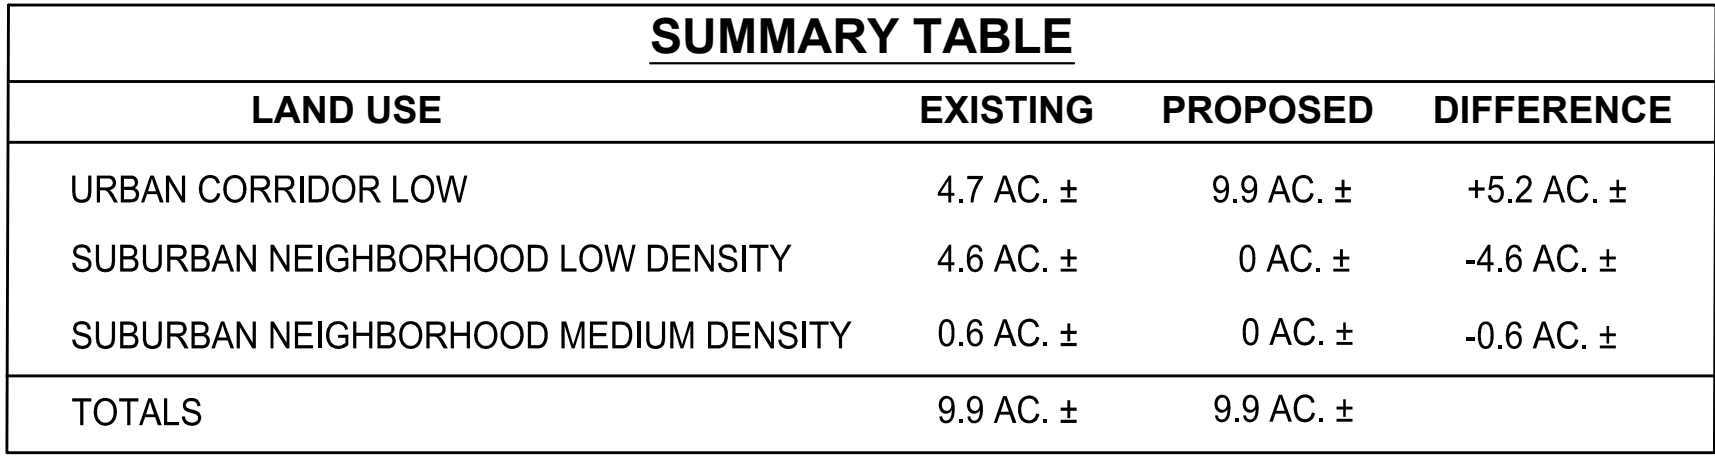 SUMMARY TABLE
LAND USE EXISTING PROPOSED DIFFERENCE
URBAN CORRIDOR LOW 4.7 AC. ± 9.9 AC. ± +5.2 AC. ±
SUBURBAN NEIGHBORHOOD LOW DENSITY 4.6 AC. ± 0 AC. ± -4.6 AC. ±
SUBURBAN NEIGHBORHOOD MEDIUM DENSITY 0.6 AC. ± 0 AC. ± -0.6 AC. ±
TOTALS 9.9 AC. ± 9.9 AC. ±